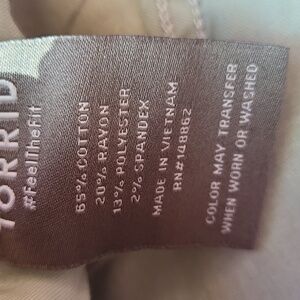 TORRID
#FeelTheFit
65% COTTON
20% RAYON
13% POLYESTER
2% SPANDEX
MADE IN VIETNAM
RN#148862
COLOR MAY TRANSFER
WHEN WORN OR WASHED